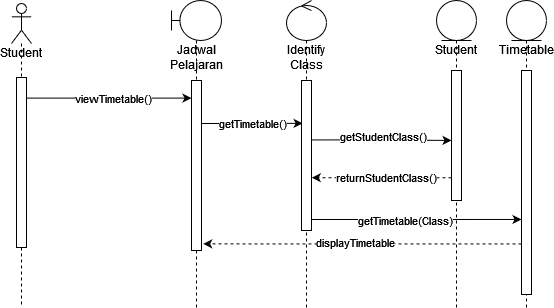 Student
Jadwal
Pelajaran
Identify
Class
Student
Timetable
viewTimetable()
getTimetable()
getStudentClass()
returnStudentClass()
getTimetable(Class)
displayTimetable